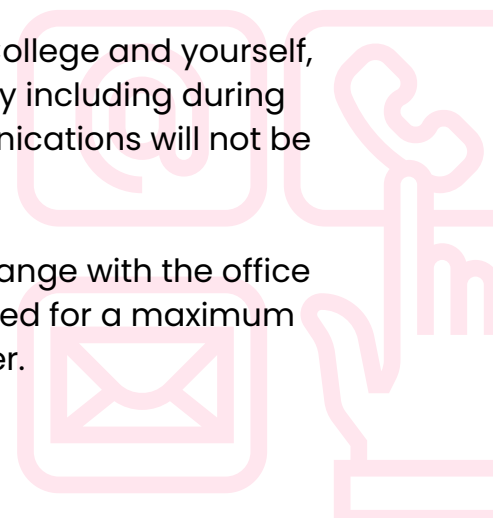 ollege and yourself,
y including during
nications will not be
ange with the office
ed for a maximum
er.